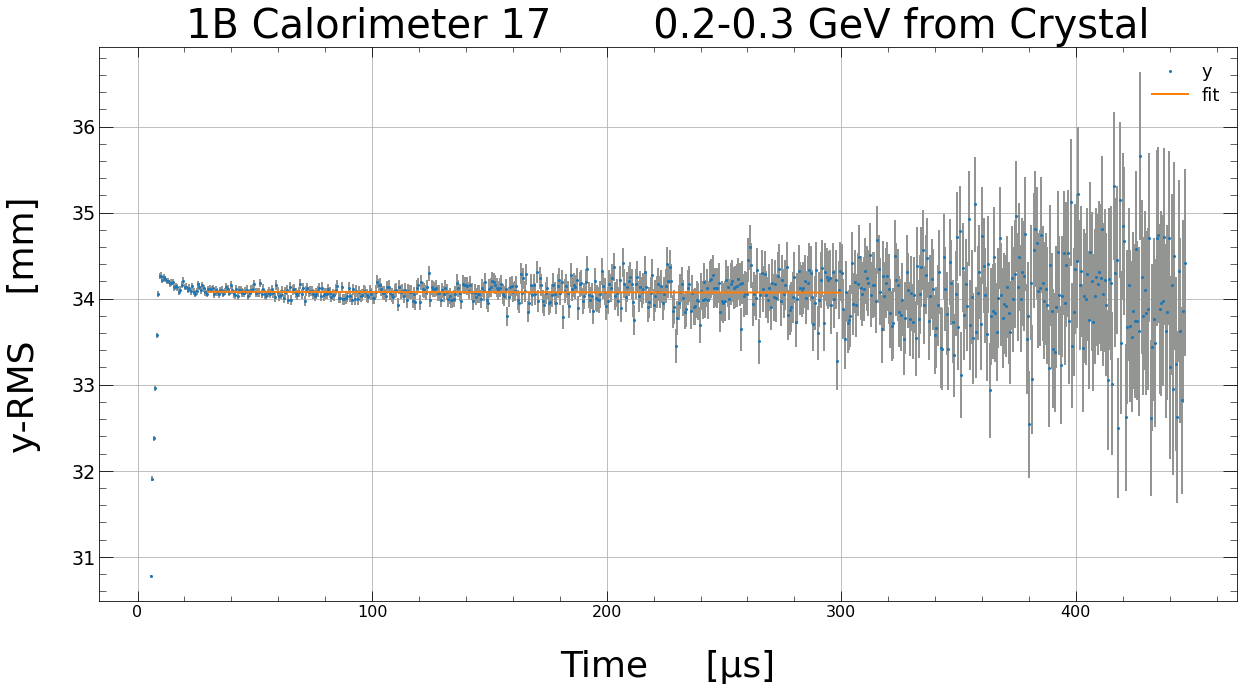 1B Calorimeter 17 0.2-0.3 GeV from Crystal
y
fit
36
35
34
33
32
31
y-RMS [mm]
0 100 200 300 400
Time [μs]